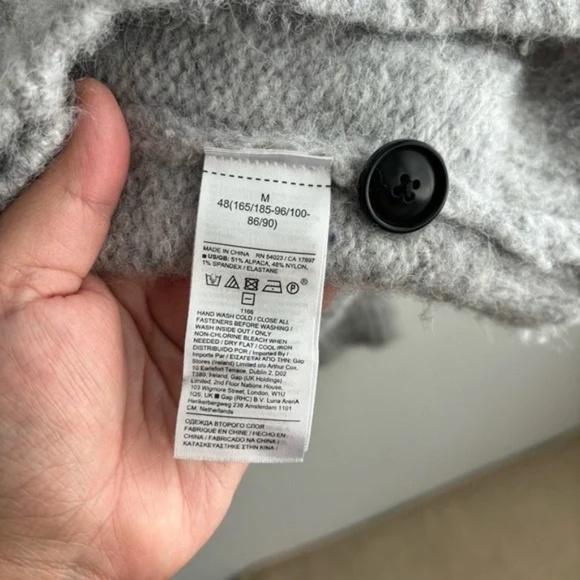 M
48(165/185-96/100-
86/90)
MADE IN CHINA RN 54023 / CA 17897
■ US/GB: 51% ALPACA, 48% NYLON,
1% SPANDEX / ELASTANE
1166
HAND WASH COLD / CLOSE ALL
FASTENERS BEFORE WASHING /
WASH INSIDE OUT / ONLY
NON-CHLORINE BLEACH WHEN
NEEDED / DRY FLAT / COOL IRON
DISTRIBUIDO POR / Imported By /
Importe Par / ΕΙΣΑΓΕΤΑΙ ΑΠΟ ΤΗΝ: Gap
Stores (Ireland) Limited c/o Arthur Cox,
10 Earlsfort Terrace, Dublin 2, D02
T380, Ireland, Gap (UK Holdings)
Limited, 2nd Floor Nations House,
103 Wigmore Street, London, W1U
1QS, UK ■ Gap (RHC) B.V. Luna ArenA
Herikerbergweg 238 Amsterdam 1101
CM, Netherlands
ОДЕЖДА ВТОРОГО СЛОЯ
FABRIQUÉ EN CHINE / HECHO EN
CHINA / FABRICADO NA CHINA /
ΚΑΤΑΣΚΕΥΑΣΤΗΚΕ ΣΤΗΝ ΚΙΝΑ